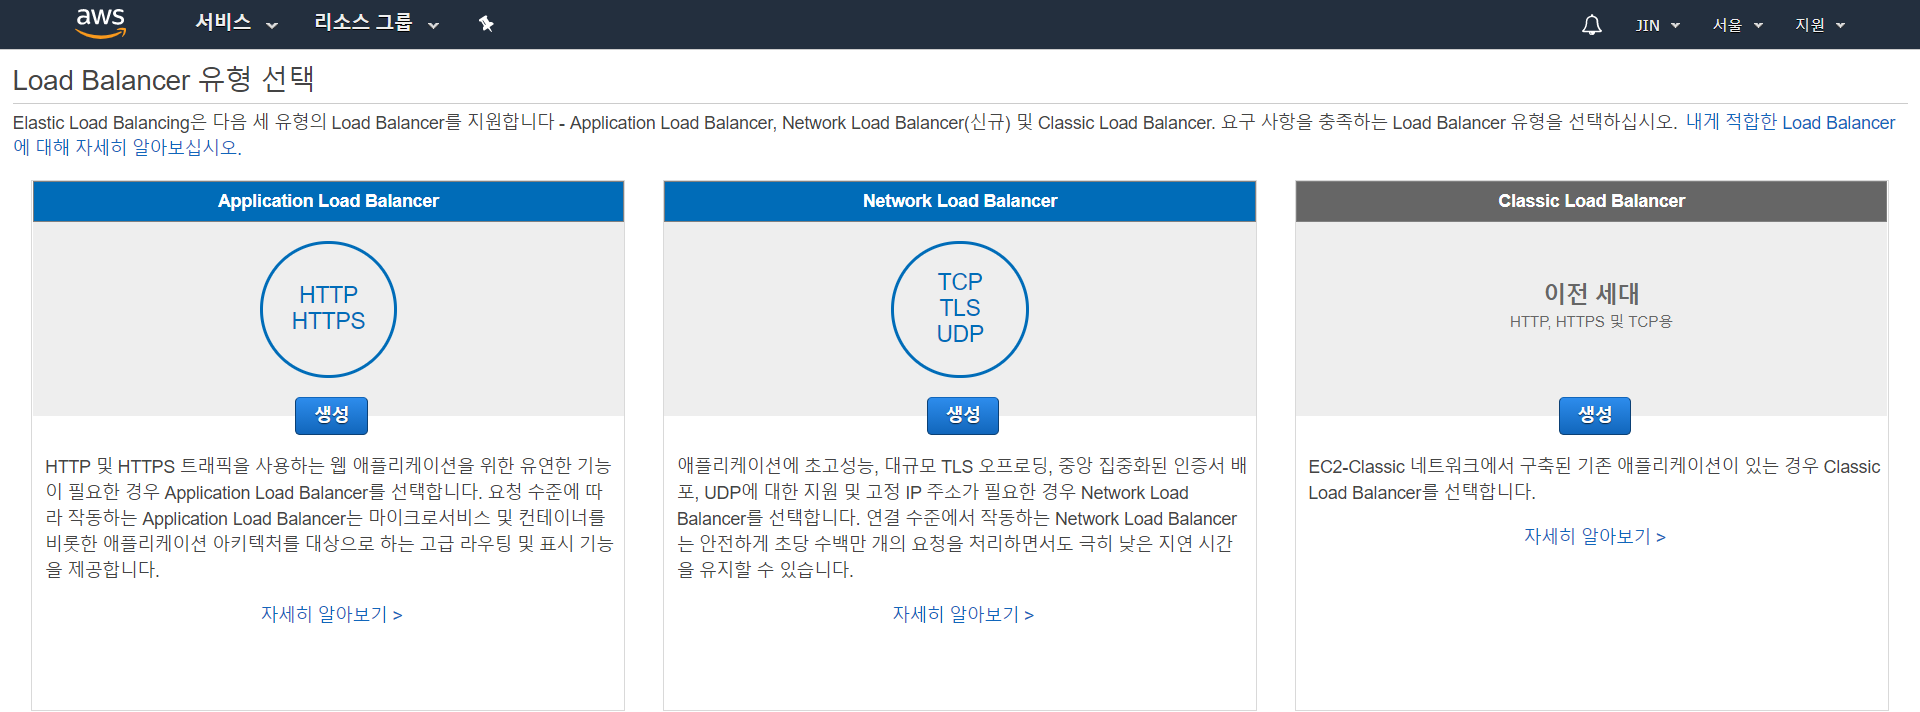 aws 서비스 리소스 그룹 JIN 서울 지원
Load Balancer 유형 선택
Elastic Load Balancing은 다음 세 유형의 Load Balancer를 지원합니다 - Application Load Balancer, Network Load Balancer(신규) 및 Classic Load Balancer. 요구 사항을 충족하는 Load Balancer 유형을 선택하십시오. 내게 적합한 Load Balancer
에 대해 자세히 알아보십시오.
Application Load Balancer
HTTP
HTTPS
생성
HTTP 및 HTTPS 트래픽을 사용하는 웹 애플리케이션을 위한 유연한 기능
이 필요한 경우 Application Load Balancer를 선택합니다. 요청 수준에 따
라 작동하는 Application Load Balancer는 마이크로서비스 및 컨테이너를
비롯한 애플리케이션 아키텍처를 대상으로 하는 고급 라우팅 및 표시 기능
을 제공합니다.
자세히 알아보기 >
Network Load Balancer
TCP
TLS
UDP
생성
애플리케이션에 초고성능, 대규모 TLS 오프로딩, 중앙 집중화된 인증서 배
포, UDP에 대한 지원 및 고정 IP 주소가 필요한 경우 Network Load
Balancer를 선택합니다. 연결 수준에서 작동하는 Network Load Balancer
는 안전하게 초당 수백만 개의 요청을 처리하면서도 극히 낮은 지연 시간
을 유지할 수 있습니다.
자세히 알아보기 >
Classic Load Balancer
이전 세대
HTTP, HTTPS 및 TCP용
생성
EC2-Classic 네트워크에서 구축된 기존 애플리케이션이 있는 경우 Classic
Load Balancer를 선택합니다.
자세히 알아보기 >